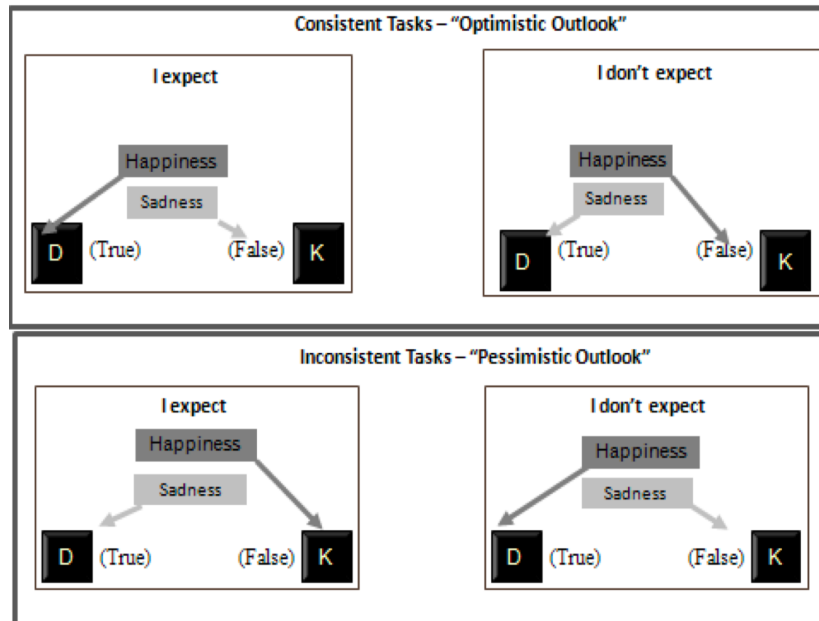 Consistent Tasks – “Optimistic Outlook”
I expect
Happiness
Sadness
D (True) (False) K
I don't expect
Happiness
Sadness
D (True) (False) K
Inconsistent Tasks – “Pessimistic Outlook”
I expect
Happiness
Sadness
D (True) (False) K
I don’t expect
Happiness
Sadness
D (True) (False) K